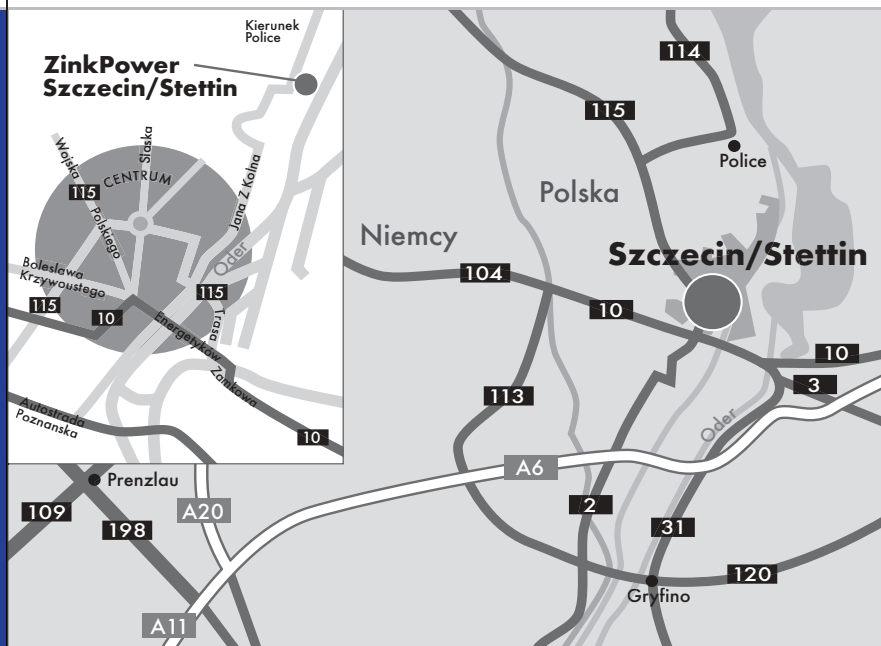 Kierunek
Police
ZinkPower
Szczecin/Stettin
Wojska
Polskiego
115
Slaska
CENTRUM
Jana Z Kolna
Oder
Boleslawa
Krzywoustego
115
10
115
Trasa
Energetykow
Zamkowa
Autostrada
Poznanska
10
114
115
Police
Polska
Niemcy
Szczecin/Stettin
104
10
10
3
113
Oder
A6
Prenzlau
109
198
A20
2
31
120
Gryfino
A11